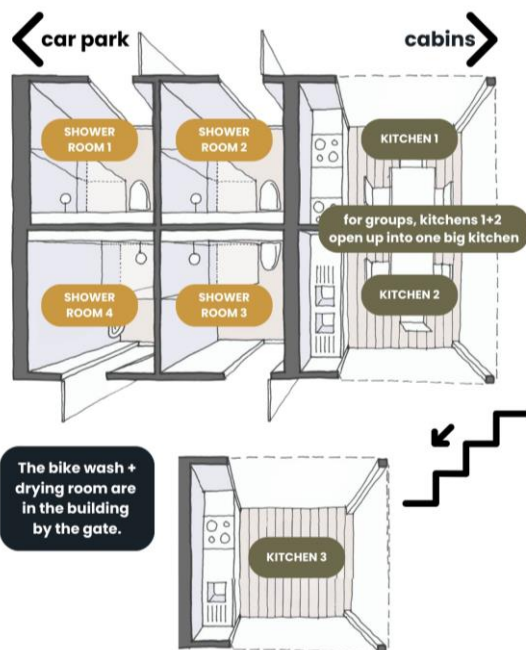 car park
cabins
SHOWER
ROOM 1
SHOWER
ROOM 2
KITCHEN 1
for groups, kitchens 1+2
open up into one big kitchen
SHOWER
ROOM 4
SHOWER
ROOM 3
KITCHEN 2
The bike wash +
drying room are
in the building
by the gate.
KITCHEN 3